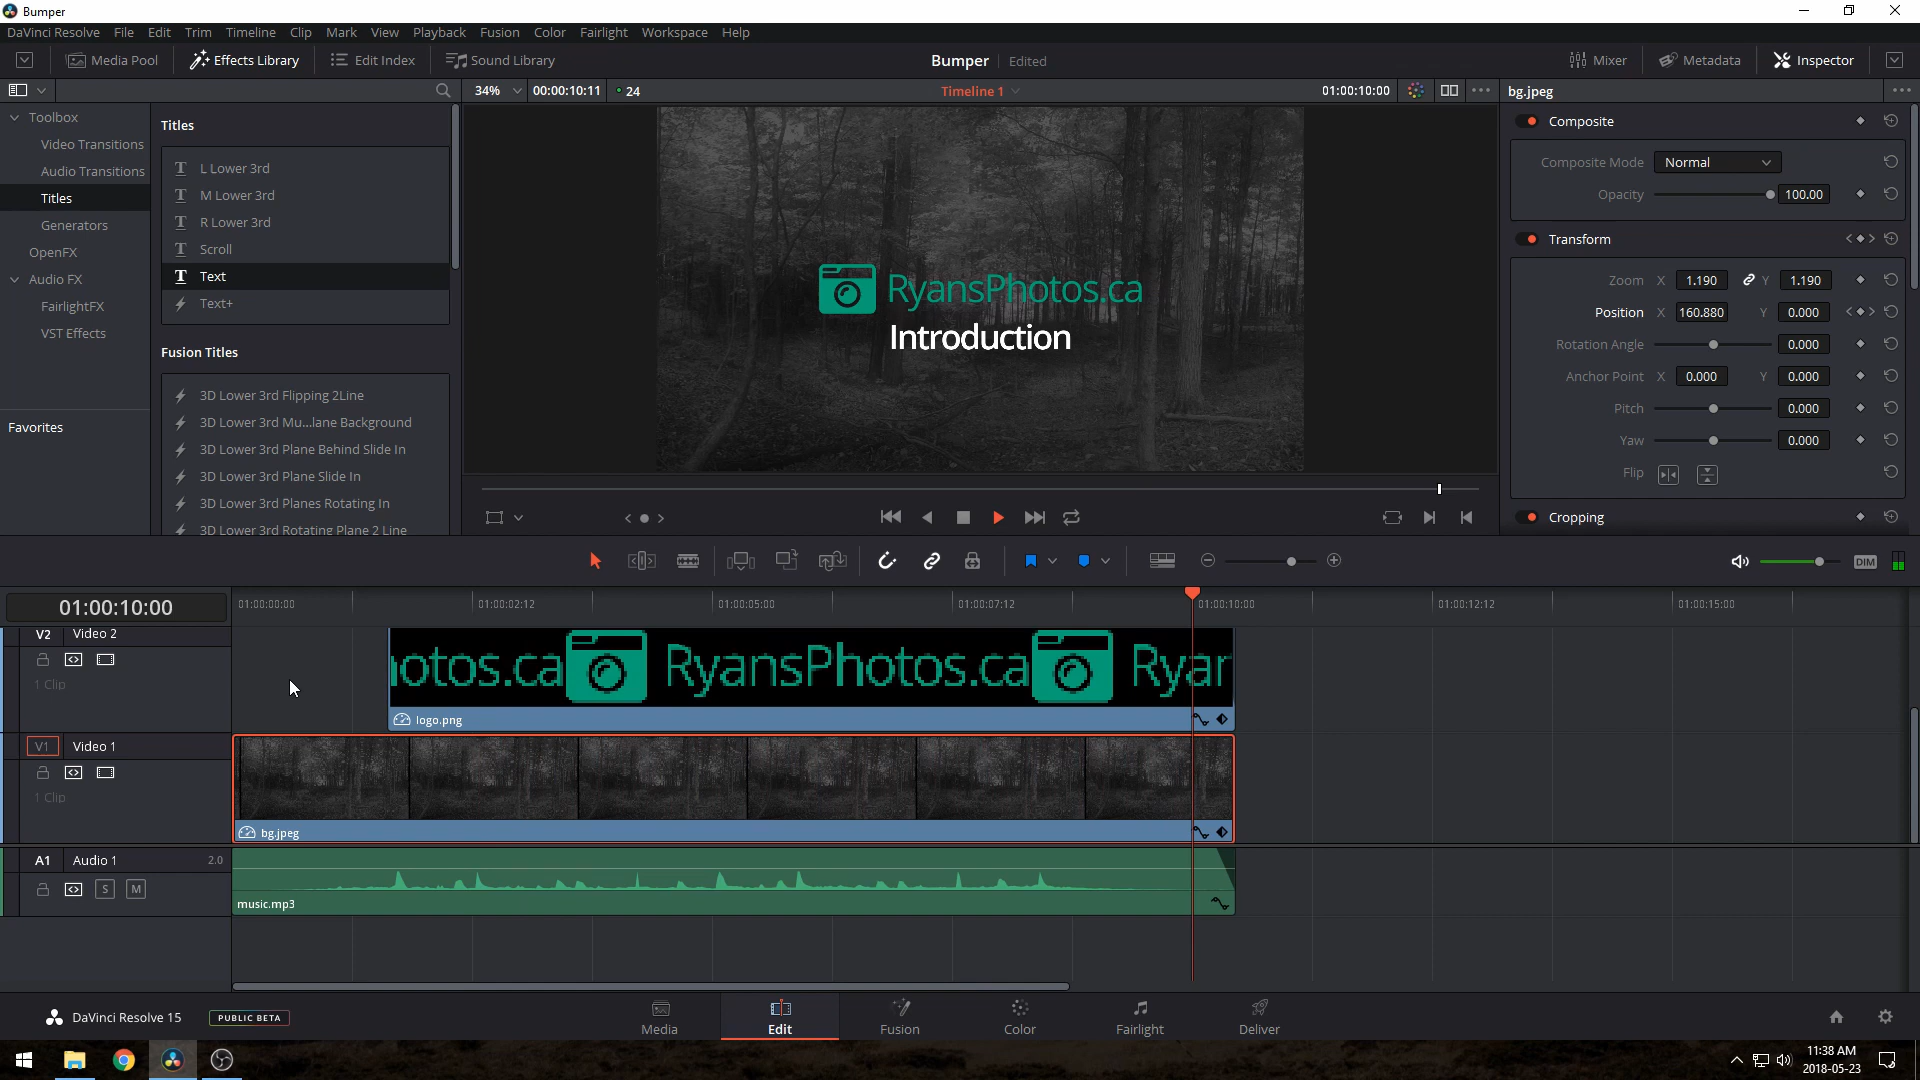 Bumper
DaVinci Resolve File Edit Trim Timeline Clip Mark View Playback Fusion Color Fairlight Workspace Help
Media Pool Effects Library Edit Index Sound Library Bumper Edited Mixer Metadata Inspector
34% 00:00:10:11 24 Timeline 1 01:00:10:00 bg.jpeg
Toolbox
Video Transitions
Audio Transitions
Titles
Generators
OpenFX
Audio FX
FairlightFX
VST Effects
Favorites
Titles
L Lower 3rd
M Lower 3rd
R Lower 3rd
Scroll
Text
Text+
Fusion Titles
3D Lower 3rd Flipping 2Line
3D Lower 3rd Mu...lane Background
3D Lower 3rd Plane Behind Slide In
3D Lower 3rd Plane Slide In
3D Lower 3rd Planes Rotating In
3D Lower 3rd Rotating Plane 2 Line
RyansPhotos.ca
Introduction
Composite
Composite Mode Normal
Opacity 100.00
Transform
Zoom X 1.190 Y 1.190
Position X 160.880 Y 0.000
Rotation Angle 0.000
Anchor Point X 0.000 Y 0.000
Pitch 0.000
Yaw 0.000
Flip
Cropping
DIM
01:00:10:00 01:00:00:00 01:00:02:12 01:00:05:00 01:00:07:12 01:00:10:00 01:00:12:12 01:00:15:00
V2 Video 2
1 Clip
otos.ca RyansPhotos.ca Ryan
logo.png
V1 Video 1
1 Clip
bg.jpeg
A1 Audio 1 2.0
S M
music.mp3
DaVinci Resolve 15 PUBLIC BETA
Media Edit Fusion Color Fairlight Deliver
11:38 AM
2018-05-23